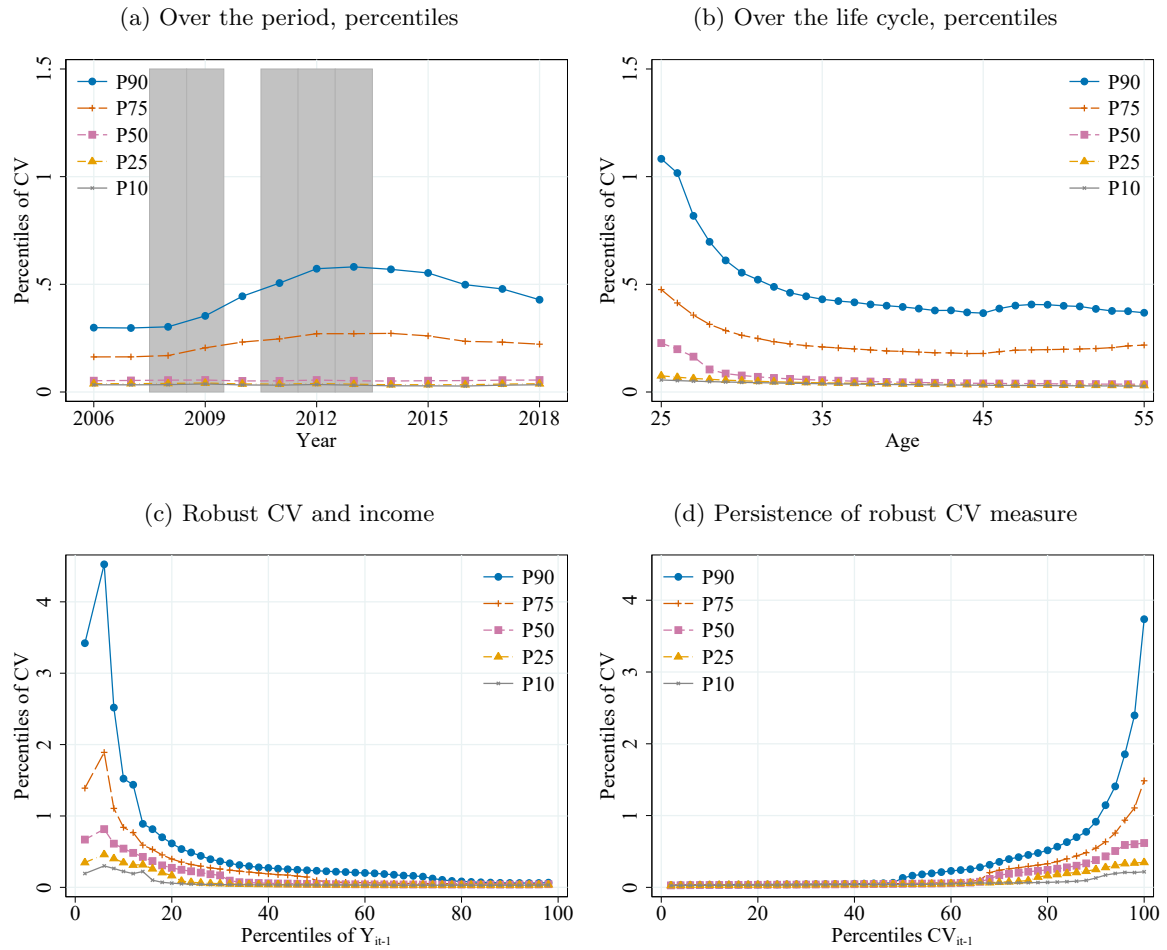 (a) Over the period, percentiles
Percentiles of CV
1.5
1
.5
0
P90
P75
P50
P25
P10
2006 2009 2012 2015 2018
Year
(b) Over the life cycle, percentiles
Percentiles of CV
1.5
1
.5
0
P90
P75
P50
P25
P10
25 35 45 55
Age
(c) Robust CV and income
Percentiles of CV
4
3
2
1
0
P90
P75
P50
P25
P10
0 20 40 60 80 100
Percentiles of Y_{it-1}
(d) Persistence of robust CV measure
Percentiles of CV
4
3
2
1
0
P90
P75
P50
P25
P10
0 20 40 60 80 100
Percentiles CV_{it-1}